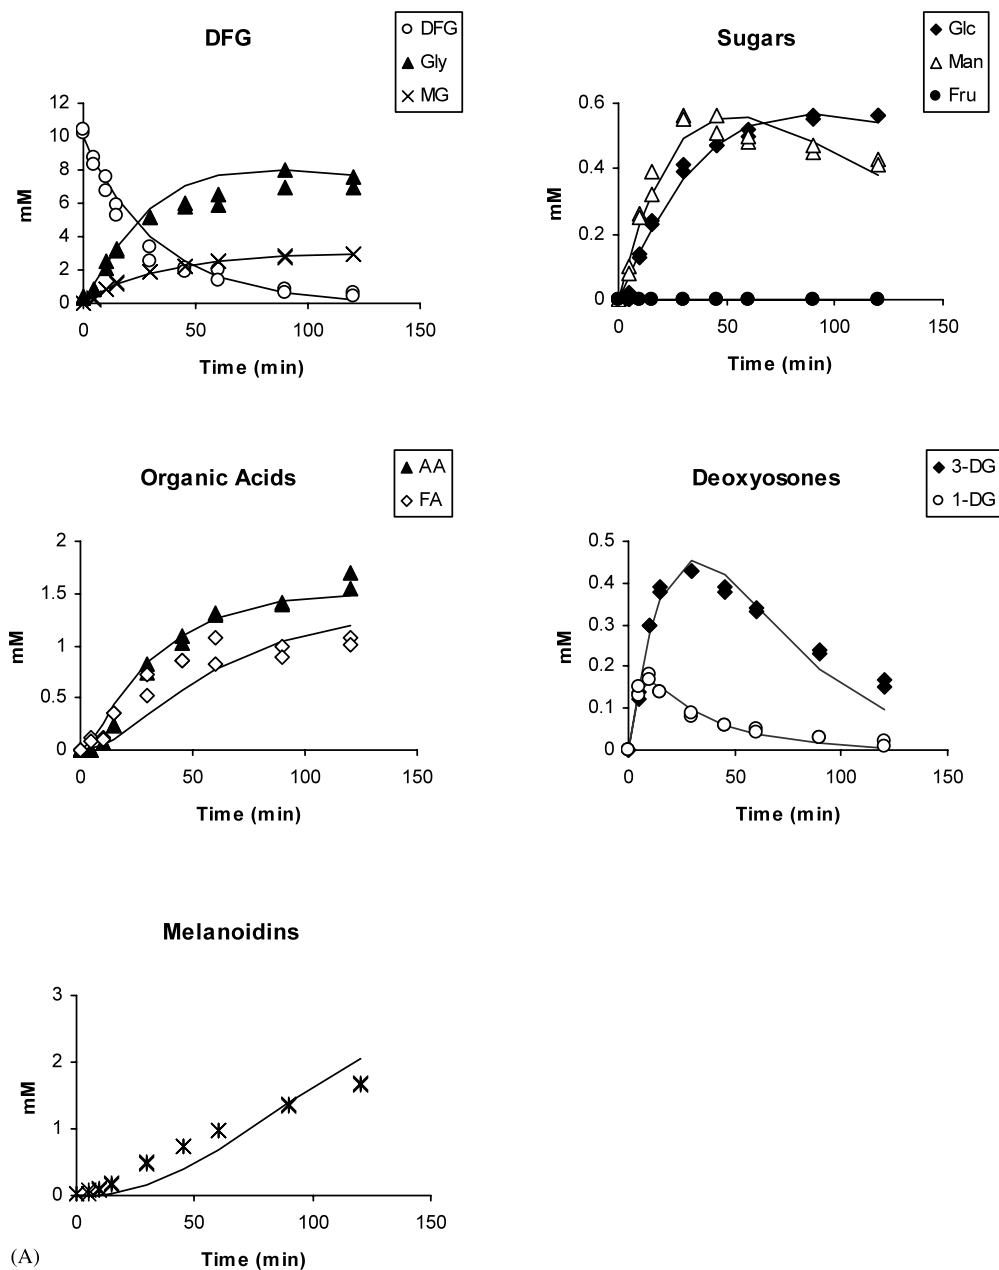 DFG
DFG
Gly
MG
12
10
8
6
4
2
0
mM
0 50 100 150
Time (min)
Sugars
Glc
Man
Fru
0.6
0.4
0.2
0
mM
0 50 100 150
Time (min)
Organic Acids
AA
FA
2
1.5
1
0.5
0
mM
0 50 100 150
Time (min)
Deoxyosones
3-DG
1-DG
0.5
0.4
0.3
0.2
0.1
0
mM
0 50 100 150
Time (min)
Melanoidins
3
2
1
0
mM
0 50 100 150
Time (min)
(A)